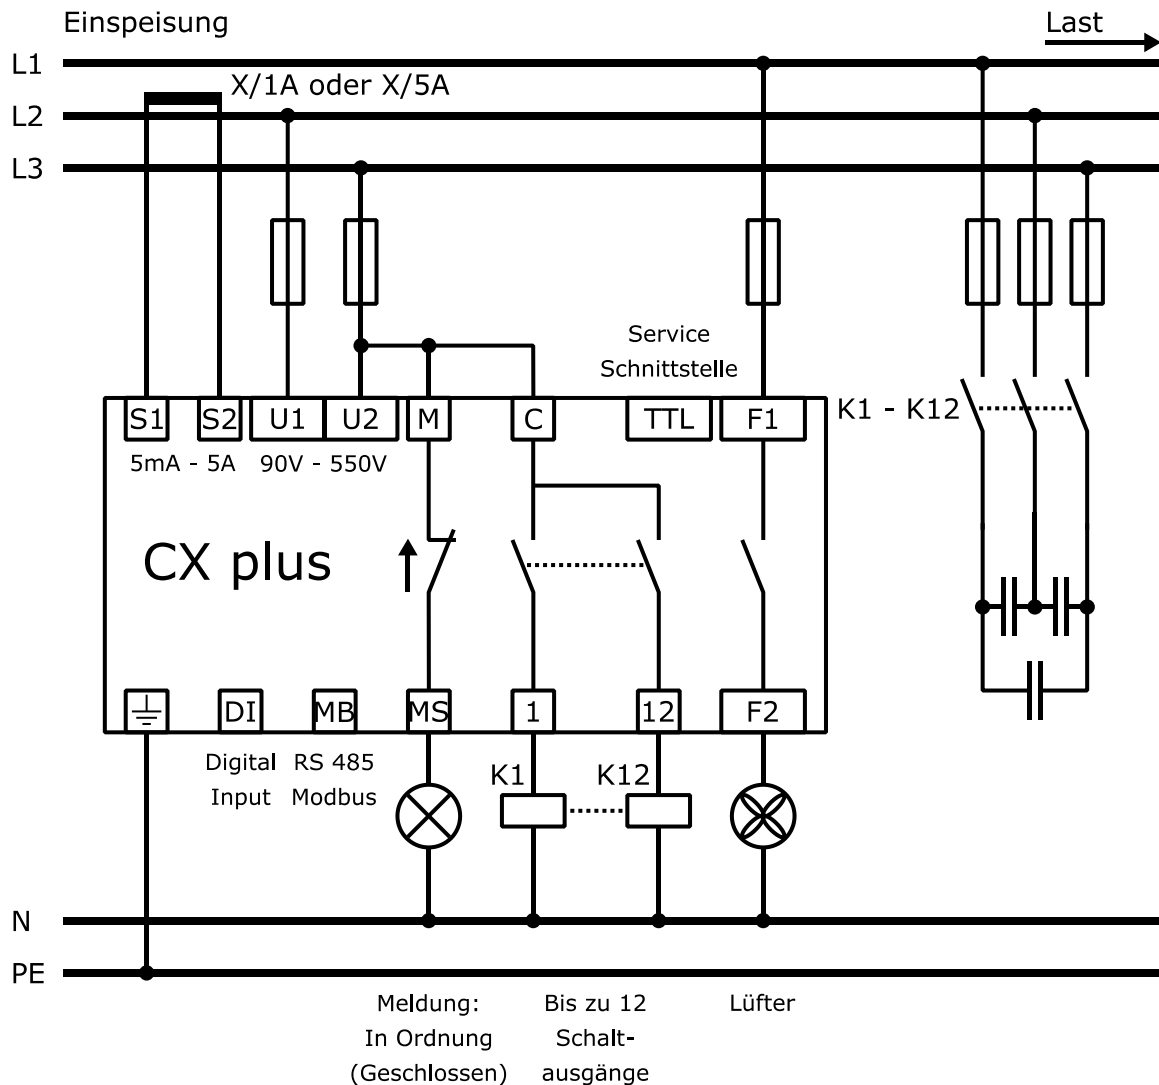 Einspeisung
Last
L1
X/1A oder X/5A
L2
L3
Service
Schnittstelle
S1 S2 U1 U2 M C TTL F1
K1 - K12
5mA - 5A 90V - 550V
CX plus
DI MB MS 1 12 F2
Digital RS 485
Input Modbus
K1 K12
N
PE
Meldung: Bis zu 12 Lüfter
In Ordnung Schalt-
(Geschlossen) ausgänge